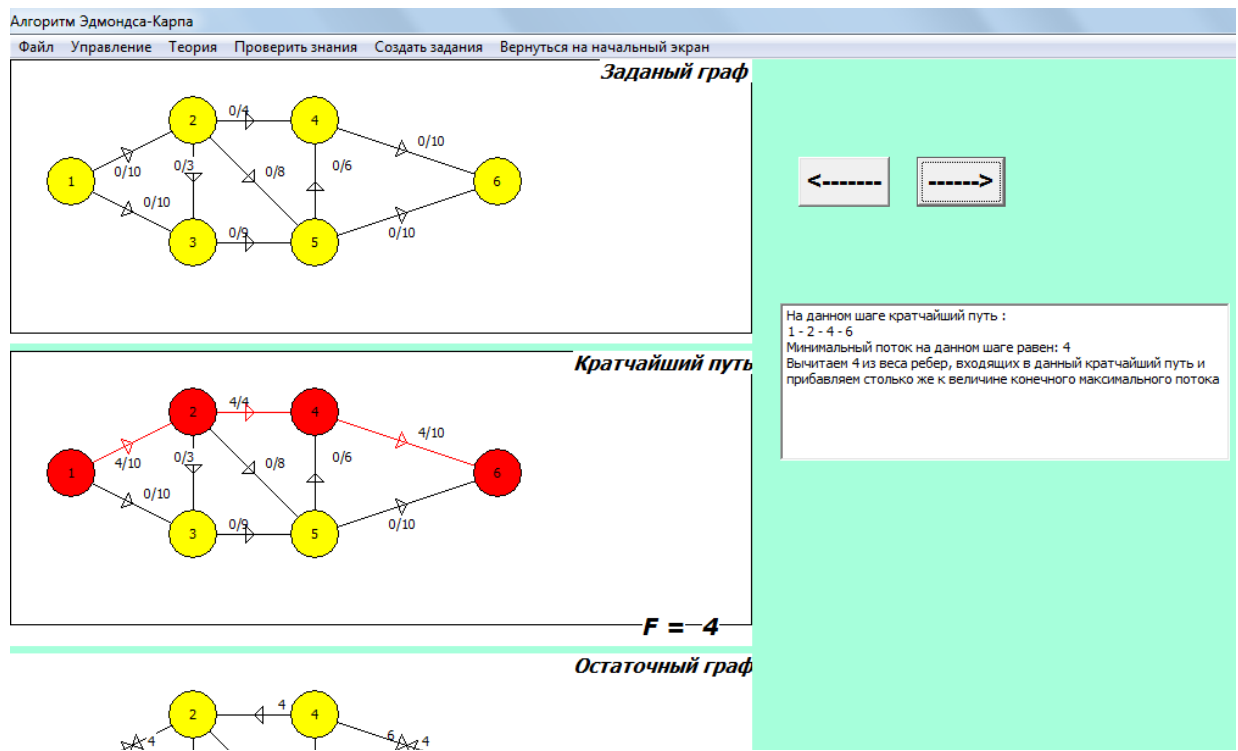 Алгоритм Эдмондса-Карпа
Файл Управление Теория Проверить знания Создать задания Вернуться на начальный экран
Заданый граф
2 0/4 4
0/10
1 0/10 0/3 0/8 0/6 6
0/10
3 0/9 5 0/10
<------- ------>
На данном шаге кратчайший путь :
1 - 2 - 4 - 6
Минимальный поток на данном шаге равен: 4
Вычитаем 4 из веса ребер, входящих в данный кратчайший путь и
прибавляем столько же к величине конечного максимального потока
Кратчайший путь
2 4/4 4
4/10
1 4/10 0/3 0/8 0/6 6
0/10
3 0/9 5 0/10
F = 4
Остаточный граф
2 4 4
4 6 4